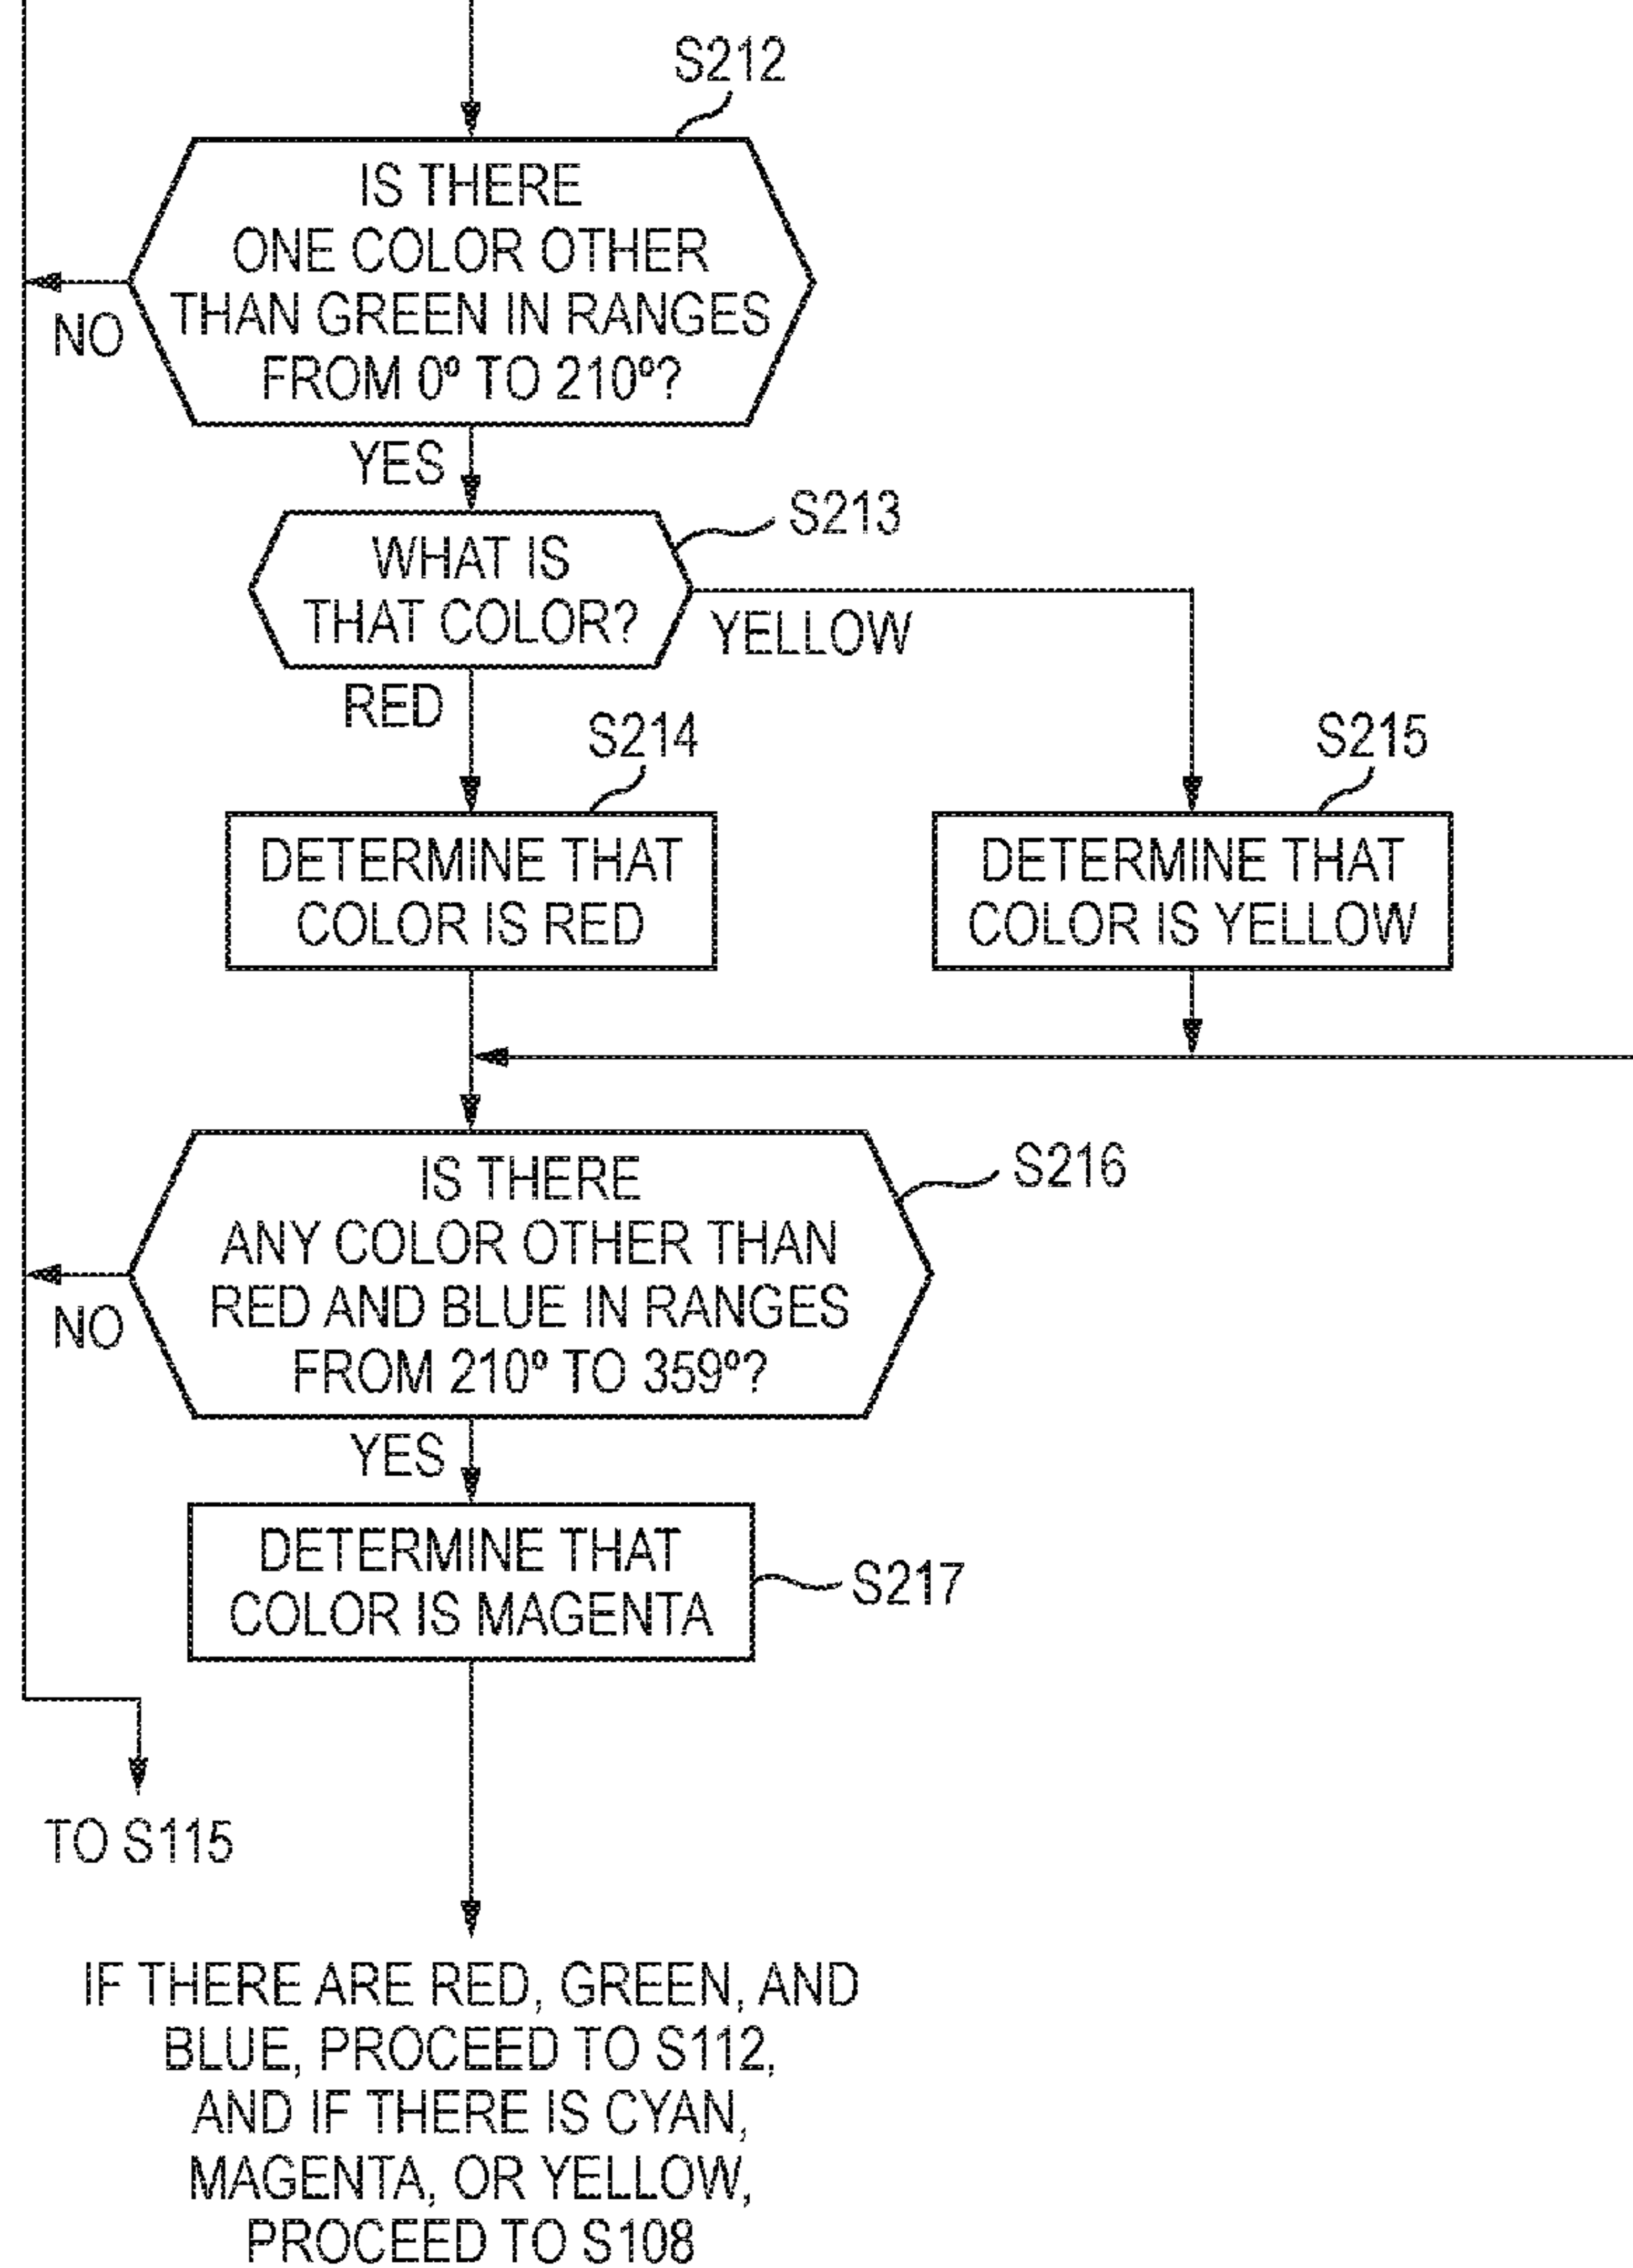 S212
IS THERE
ONE COLOR OTHER
THAN GREEN IN RANGES
FROM 0º TO 210º?
NO
YES
S213
WHAT IS
THAT COLOR?
YELLOW
RED
S214
S215
DETERMINE THAT
COLOR IS RED
DETERMINE THAT
COLOR IS YELLOW
S216
IS THERE
ANY COLOR OTHER THAN
RED AND BLUE IN RANGES
FROM 210º TO 359º?
NO
YES
DETERMINE THAT
COLOR IS MAGENTA
S217
TO S115
IF THERE ARE RED, GREEN, AND
BLUE, PROCEED TO S112,
AND IF THERE IS CYAN,
MAGENTA, OR YELLOW,
PROCEED TO S108